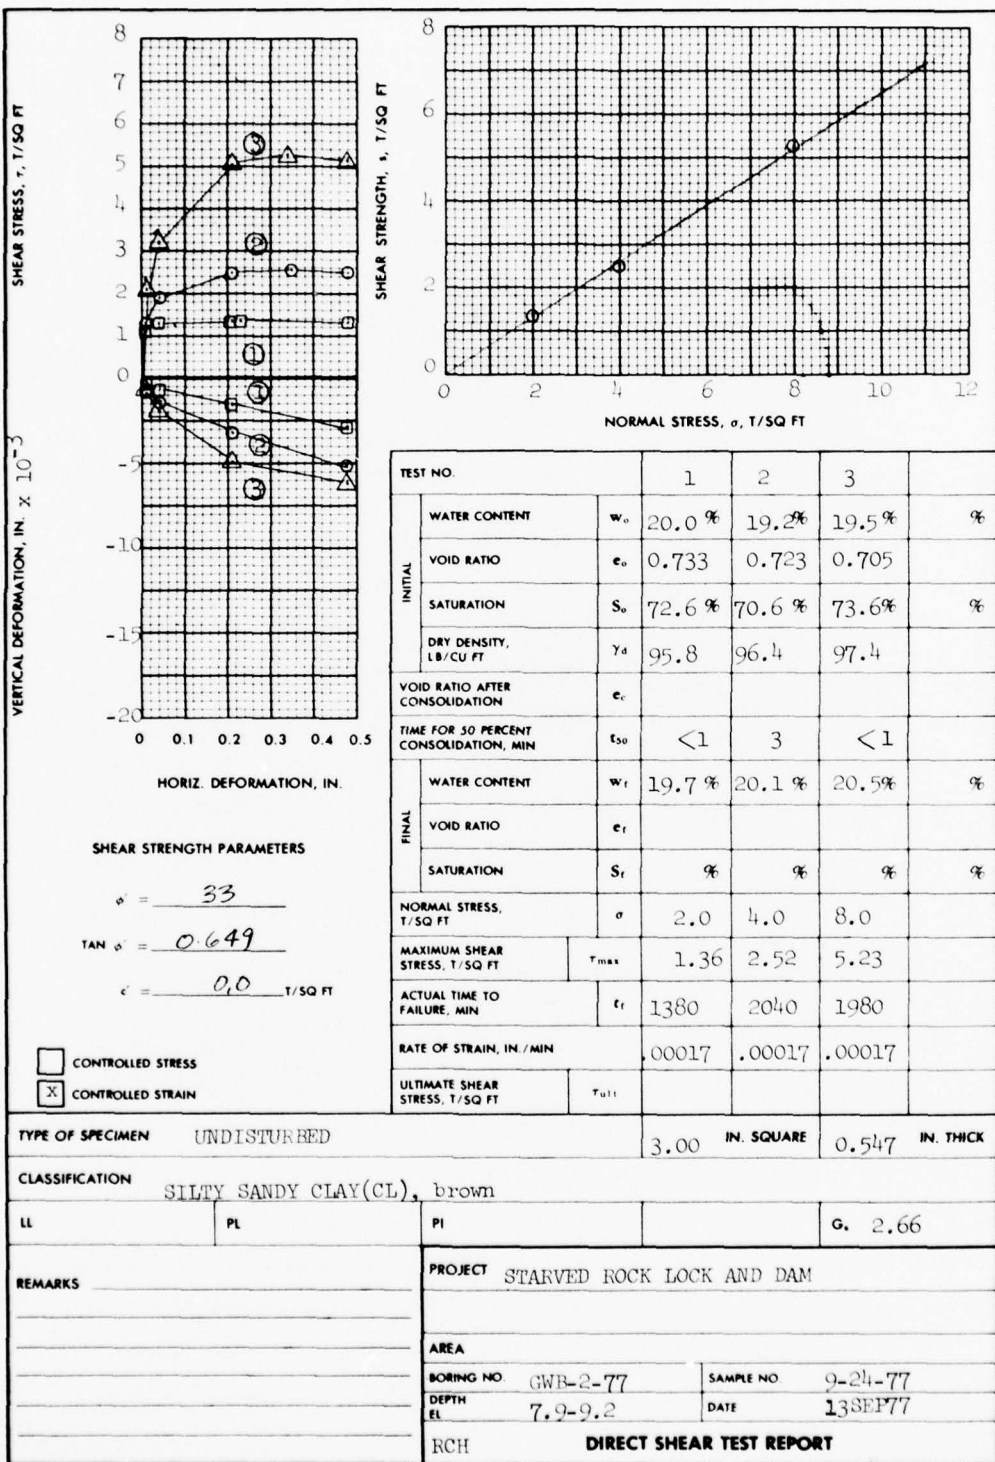 SHEAR STRESS, τ, T/SQ FT
8
7
6
5
4
3
2
1
0
-5
-10
-15
-20
VERTICAL DEFORMATION, IN. x 10⁻³
③
②
①
①
②
③
0 0.1 0.2 0.3 0.4 0.5
HORIZ. DEFORMATION, IN.
SHEAR STRENGTH, s, T/SQ FT
8
6
4
2
0
0 2 4 6 8 10 12
NORMAL STRESS, σ, T/SQ FT
SHEAR STRENGTH PARAMETERS
φ' = 33
TAN φ' = 0.649
c' = 0,0 T/SQ FT
CONTROLLED STRESS
X CONTROLLED STRAIN
TEST NO. 1 2 3
INITIAL
WATER CONTENT w₀ 20.0 % 19.2% 19.5 % %
VOID RATIO e₀ 0.733 0.723 0.705
SATURATION S₀ 72.6 % 70.6 % 73.6% %
DRY DENSITY, LB/CU FT γd 95.8 96.4 97.4
VOID RATIO AFTER CONSOLIDATION ec
TIME FOR 50 PERCENT CONSOLIDATION, MIN t50 <1 3 <1
FINAL
WATER CONTENT wf 19.7 % 20.1 % 20.5% %
VOID RATIO ef
SATURATION Sf % % % %
NORMAL STRESS, T/SQ FT σ 2.0 4.0 8.0
MAXIMUM SHEAR STRESS, T/SQ FT τmax 1.36 2.52 5.23
ACTUAL TIME TO FAILURE, MIN tf 1380 2040 1980
RATE OF STRAIN, IN./MIN .00017 .00017 .00017
ULTIMATE SHEAR STRESS, T/SQ FT τult
TYPE OF SPECIMEN UNDISTURBED 3.00 IN. SQUARE 0.547 IN. THICK
CLASSIFICATION SILTY SANDY CLAY(CL), brown
LL PL PI G. 2.66
REMARKS
PROJECT STARVED ROCK LOCK AND DAM
AREA
BORING NO. GWB-2-77 SAMPLE NO. 9-24-77
DEPTH EL 7.9-9.2 DATE 13SEP77
RCH DIRECT SHEAR TEST REPORT